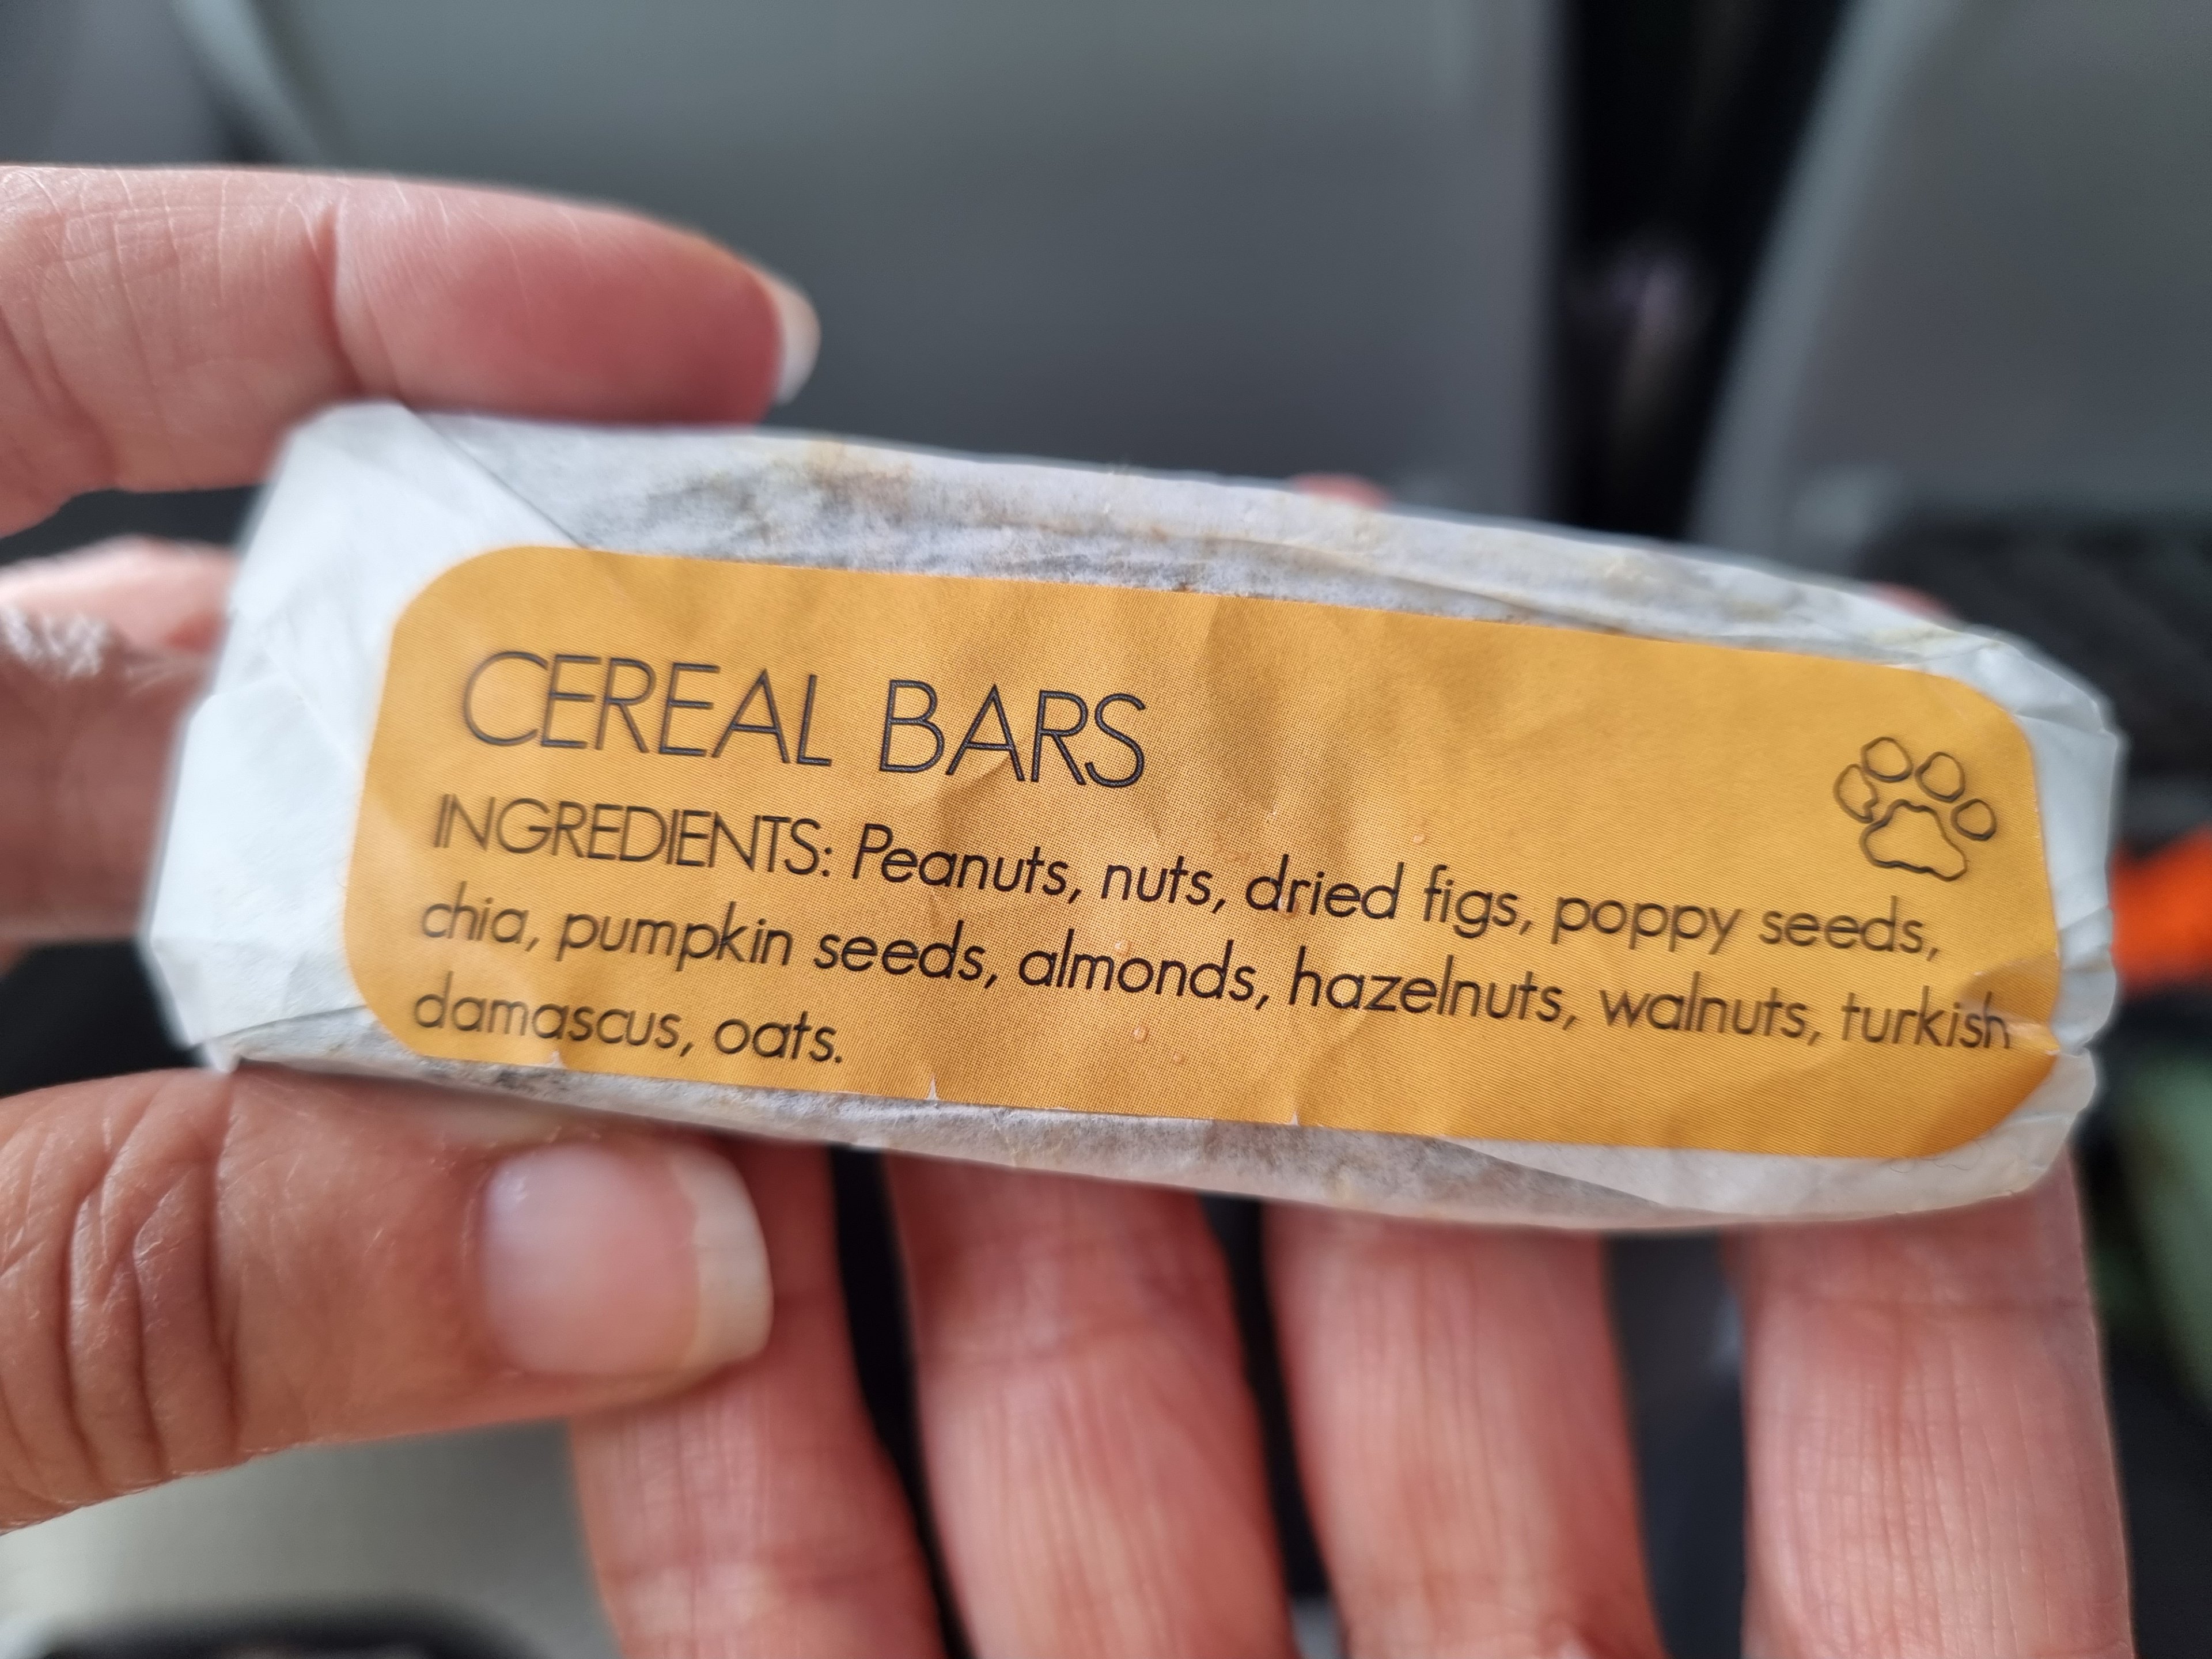 CEREAL BARS
INGREDIENTS: Peanuts, nuts, dried figs, poppy seeds,
chia, pumpkin seeds, almonds, hazelnuts, walnuts, turkish
damascus, oats.